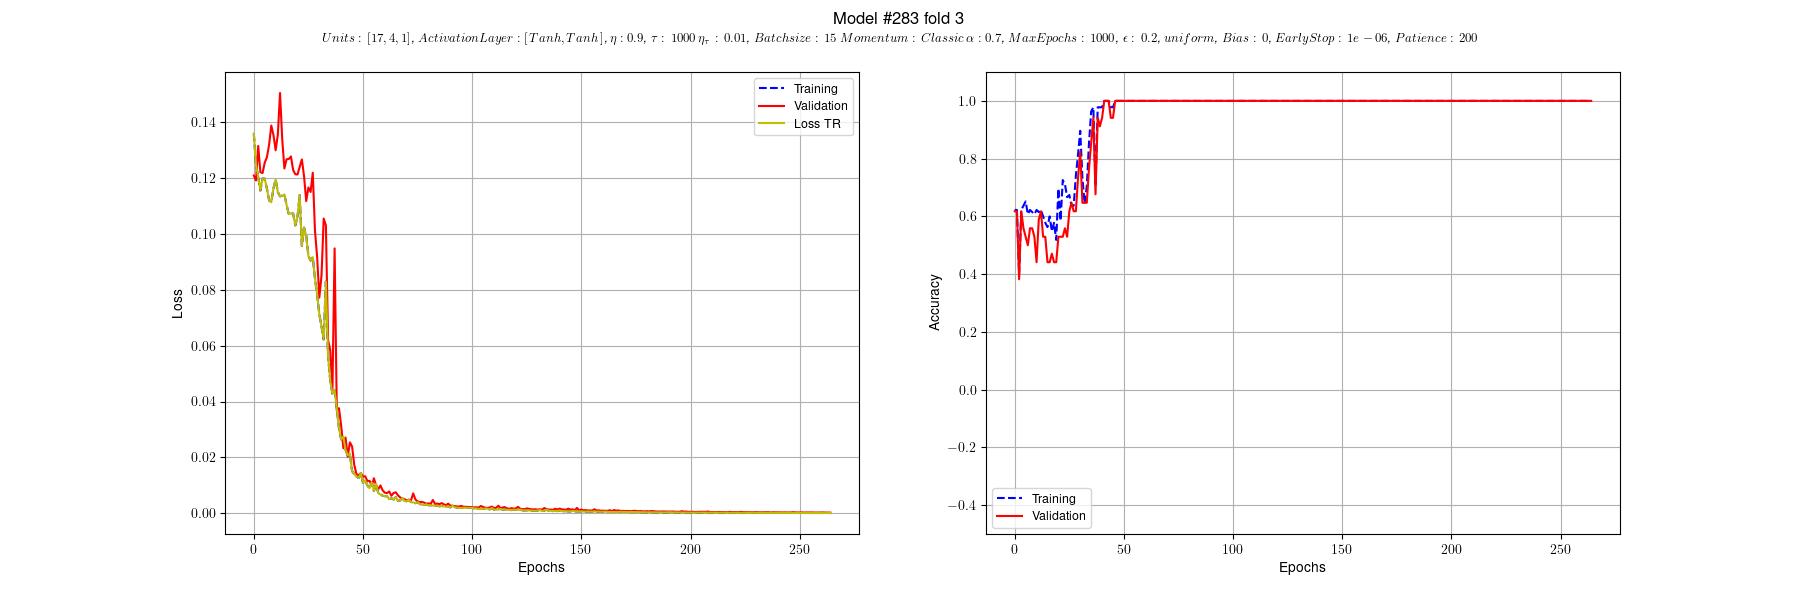 Model #283 fold 3
Units : [17, 4, 1], ActivationLayer : [Tanh, Tanh], η : 0.9, τ : 1000 η_τ : 0.01, Batchsize : 15 Momentum : Classic α : 0.7, MaxEpochs : 1000, ϵ : 0.2, uniform, Bias : 0, EarlyStop : 1e − 06, Patience : 200
Training
Validation
Loss TR
0.14
0.12
0.10
0.08
0.06
0.04
0.02
0.00
Loss
0 50 100 150 200 250
Epochs
1.0
0.8
0.6
0.4
0.2
0.0
−0.2
−0.4
Accuracy
Training
Validation
0 50 100 150 200 250
Epochs